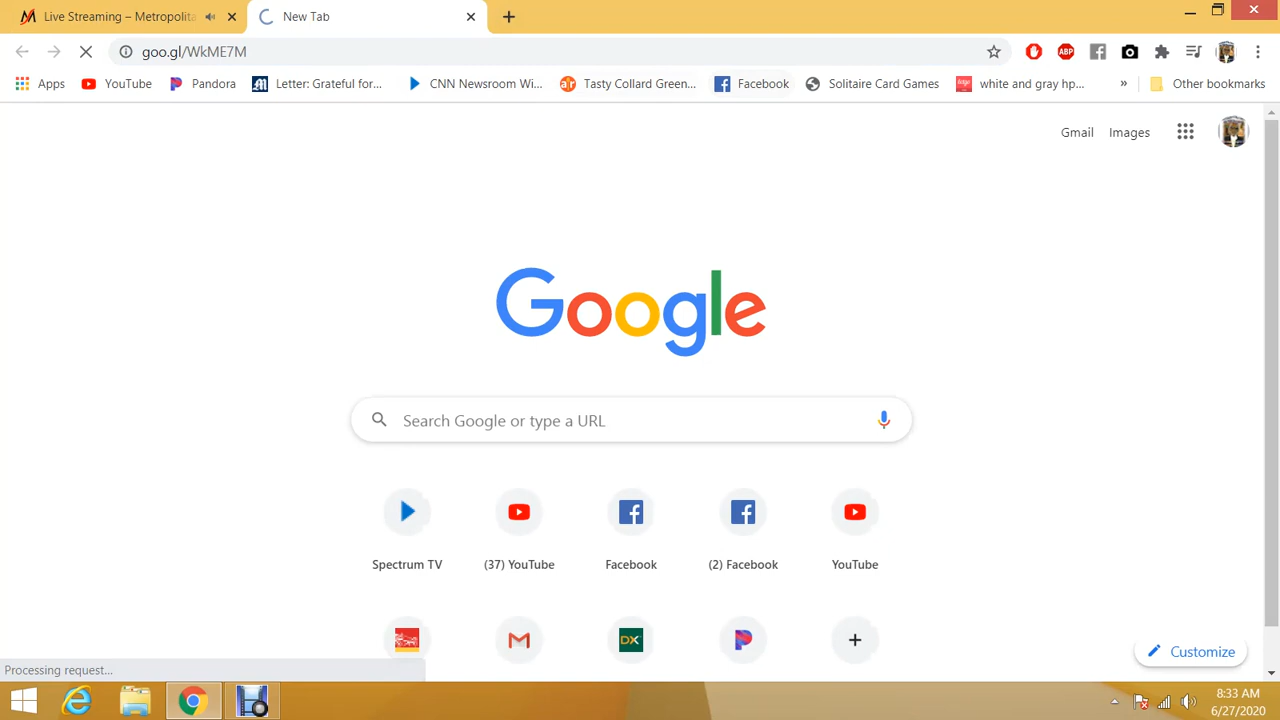 Live Streaming – Metropolita
New Tab
goo.gl/WkME7M
ABP
Apps YouTube Pandora Letter: Grateful for... CNN Newsroom Wi... Tasty Collard Green... Facebook Solitaire Card Games white and gray hp... » Other bookmarks
Gmail Images
Google
Search Google or type a URL
Spectrum TV (37) YouTube Facebook (2) Facebook YouTube
DX
Customize
Processing request...
8:33 AM
6/27/2020